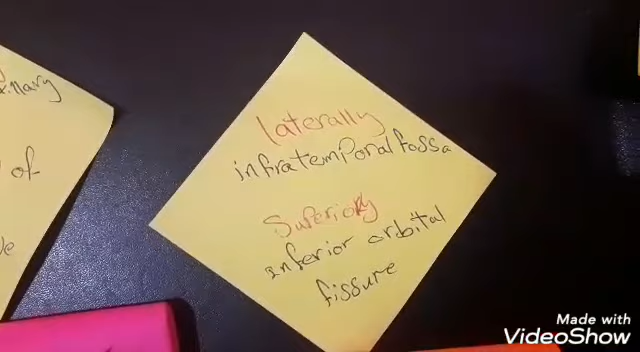 of
laterally
infratemporal fossa
Superiorly
inferior orbital
fissure
Made with
VideoShow